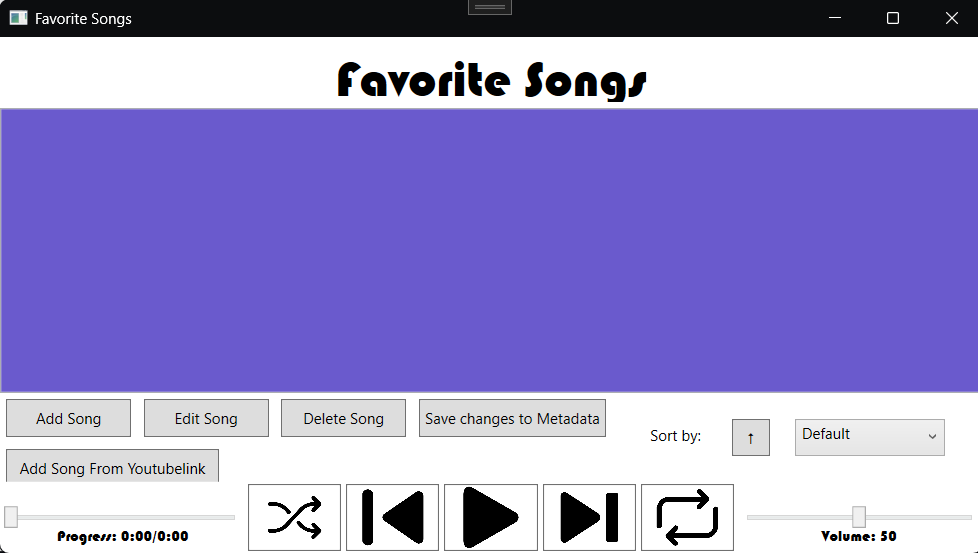 Favorite Songs
Favorite Songs
Add Song
Edit Song
Delete Song
Save changes to Metadata
Sort by:
↑
Default
Add Song From Youtubelink
Progress: 0:00/0:00
Volume: 50